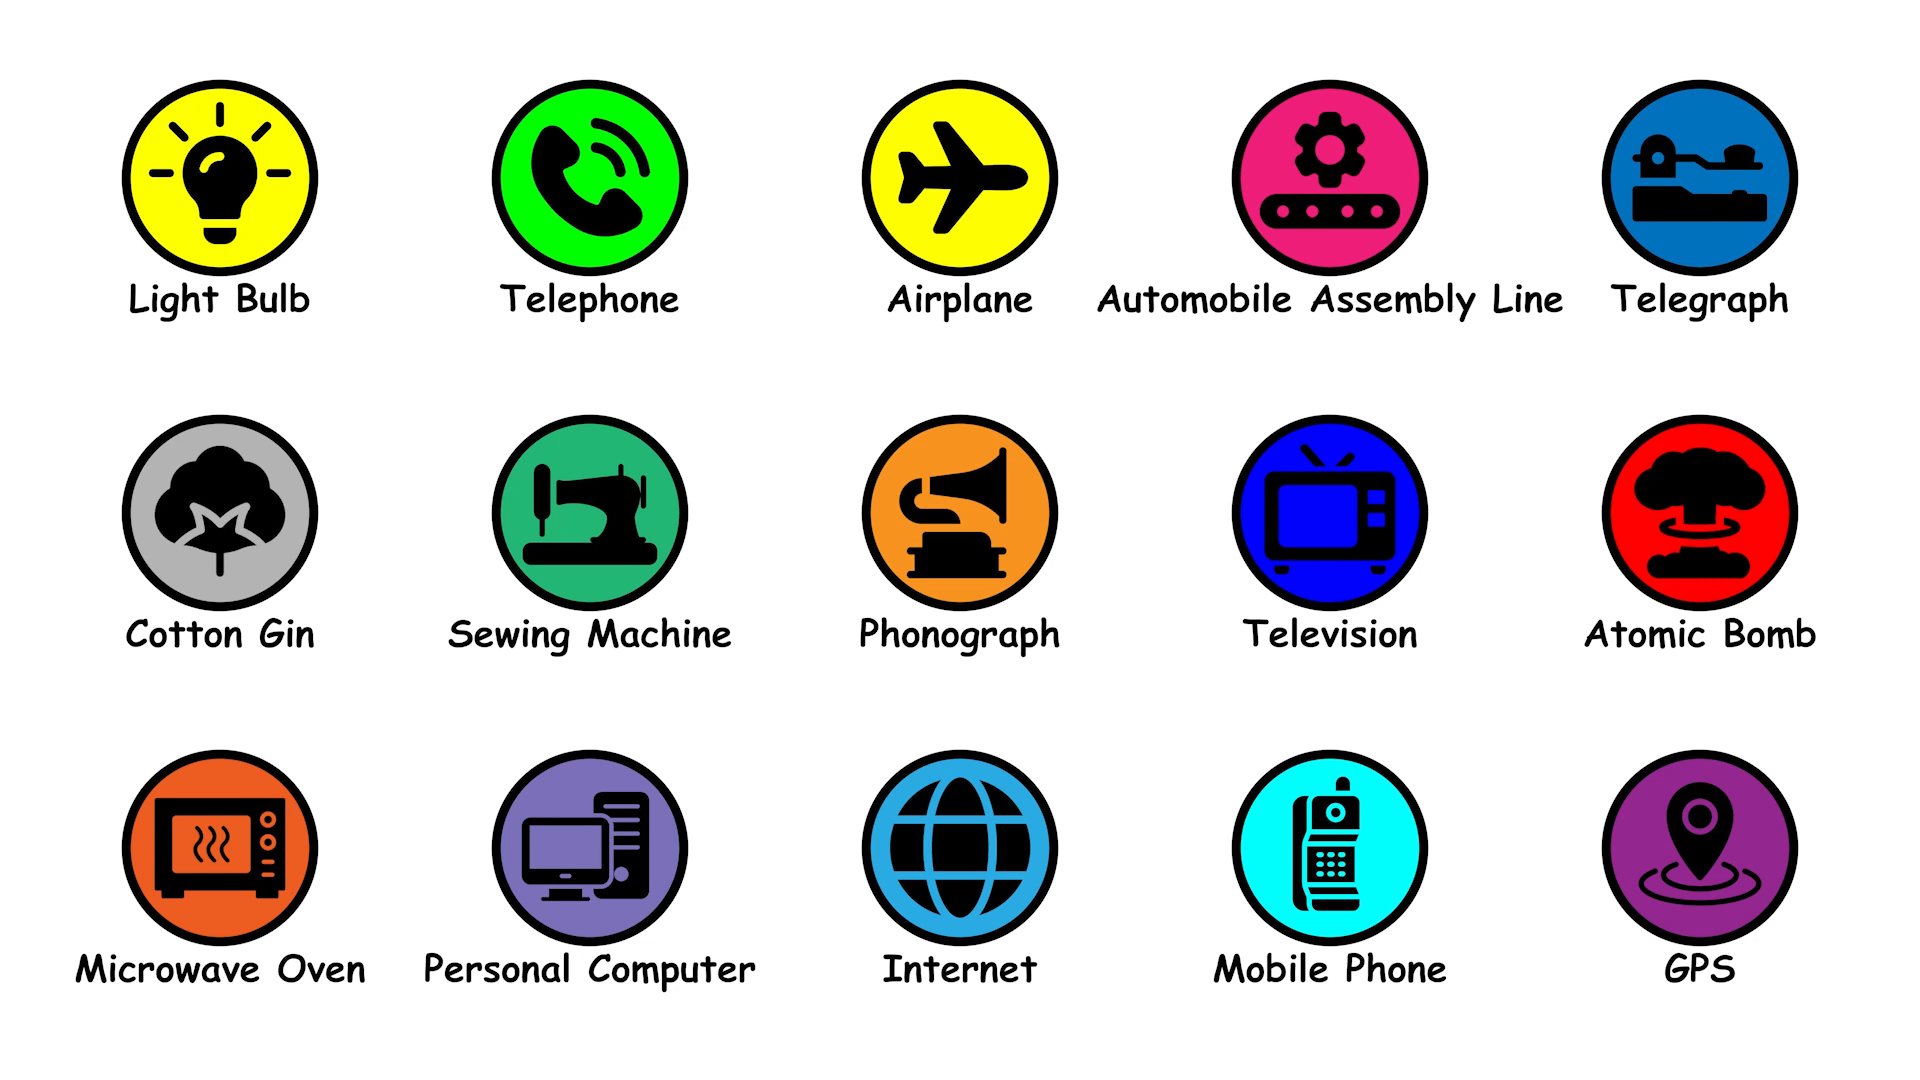 Light Bulb
Telephone
Airplane
Automobile Assembly Line
Telegraph
Cotton Gin
Sewing Machine
Phonograph
Television
Atomic Bomb
Microwave Oven
Personal Computer
Internet
Mobile Phone
GPS